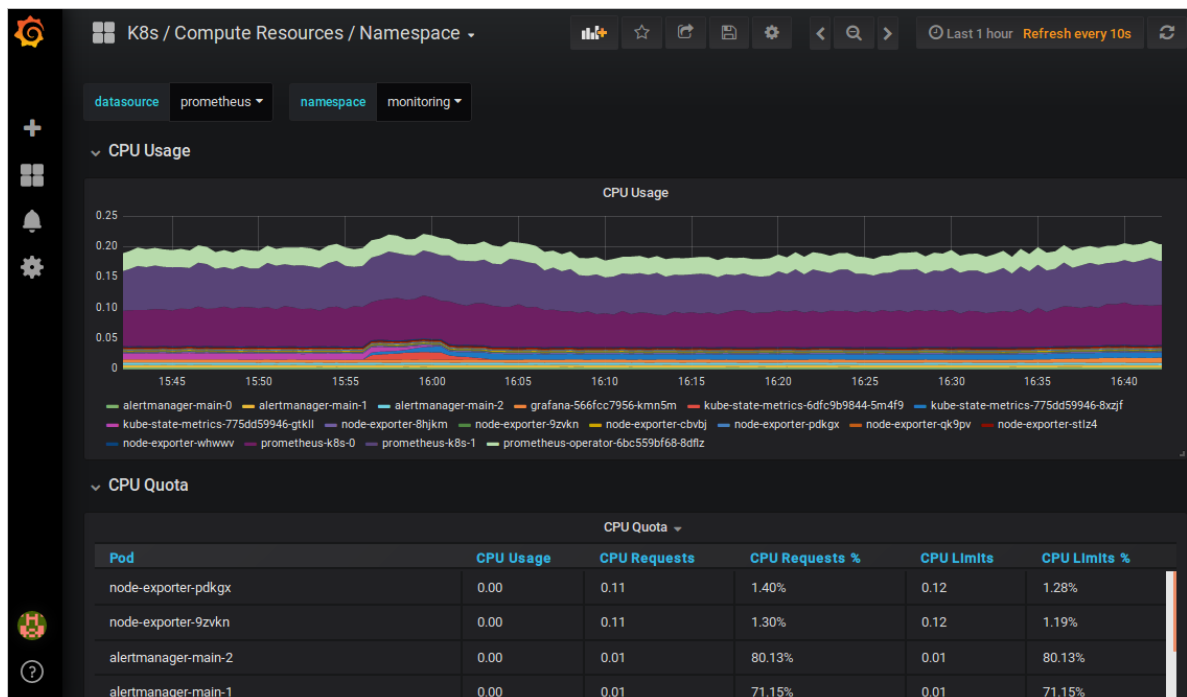 K8s / Compute Resources / Namespace
Last 1 hour Refresh every 10s
datasource prometheus namespace monitoring
CPU Usage
CPU Usage
0.25
0.20
0.15
0.10
0.05
0
15:45 15:50 15:55 16:00 16:05 16:10 16:15 16:20 16:25 16:30 16:35 16:40
alertmanager-main-0 alertmanager-main-1 alertmanager-main-2 grafana-566fcc7956-kmn5m kube-state-metrics-6dfc9b9844-5m4f9 kube-state-metrics-775dd59946-8xzjf
kube-state-metrics-775dd59946-gtkll node-exporter-8hjkm node-exporter-9zvkn node-exporter-cbvbj node-exporter-pdkgx node-exporter-qk9pv node-exporter-stlz4
node-exporter-whwwv prometheus-k8s-0 prometheus-k8s-1 prometheus-operator-6bc559bf68-8dflz
CPU Quota
CPU Quota
Pod CPU Usage CPU Requests CPU Requests % CPU Limits CPU Limits %
node-exporter-pdkgx 0.00 0.11 1.40% 0.12 1.28%
node-exporter-9zvkn 0.00 0.11 1.30% 0.12 1.19%
alertmanager-main-2 0.00 0.01 80.13% 0.01 80.13%
alertmanager-main-1 0.00 0.01 71.15% 0.01 71.15%